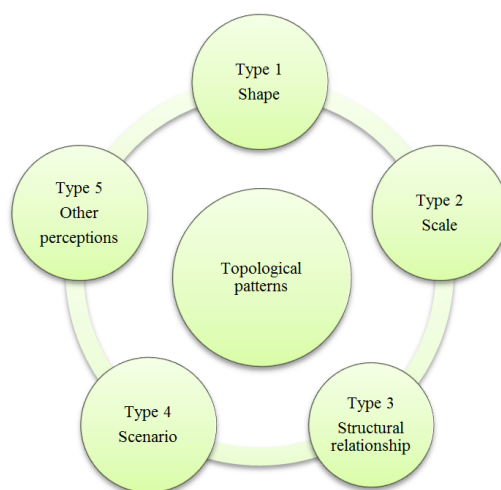 Type 1
Shape
Type 2
Scale
Type 3
Structural
relationship
Type 4
Scenario
Type 5
Other
perceptions
Topological
patterns